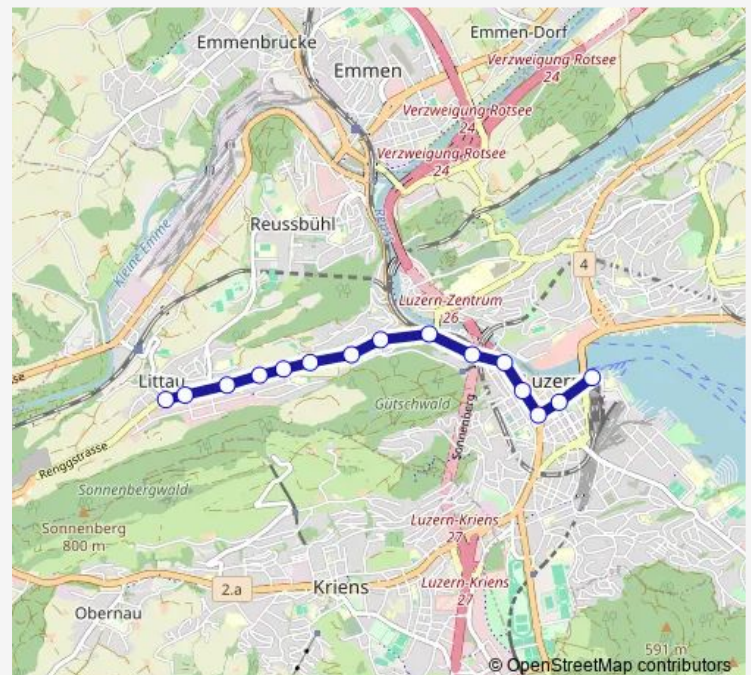 Emmen-Dorf
Emmenbrücke
Verzweigung Rotsee
24
Emmen
Verzweigung Rotsee
24
Verzweigung Rotsee
24
Kleine Emme
Reussbühl
Reuss
4
Luzern-Zentrum
26
Littau
Luzern
Gütschwald
Sonnenberg
Renggstrasse
Sonnenbergwald
Sonnenberg
800 m
Luzern-Kriens
27
2.a
Kriens
Luzern-Kriens
27
Obernau
591 m
© OpenStreetMap contributors